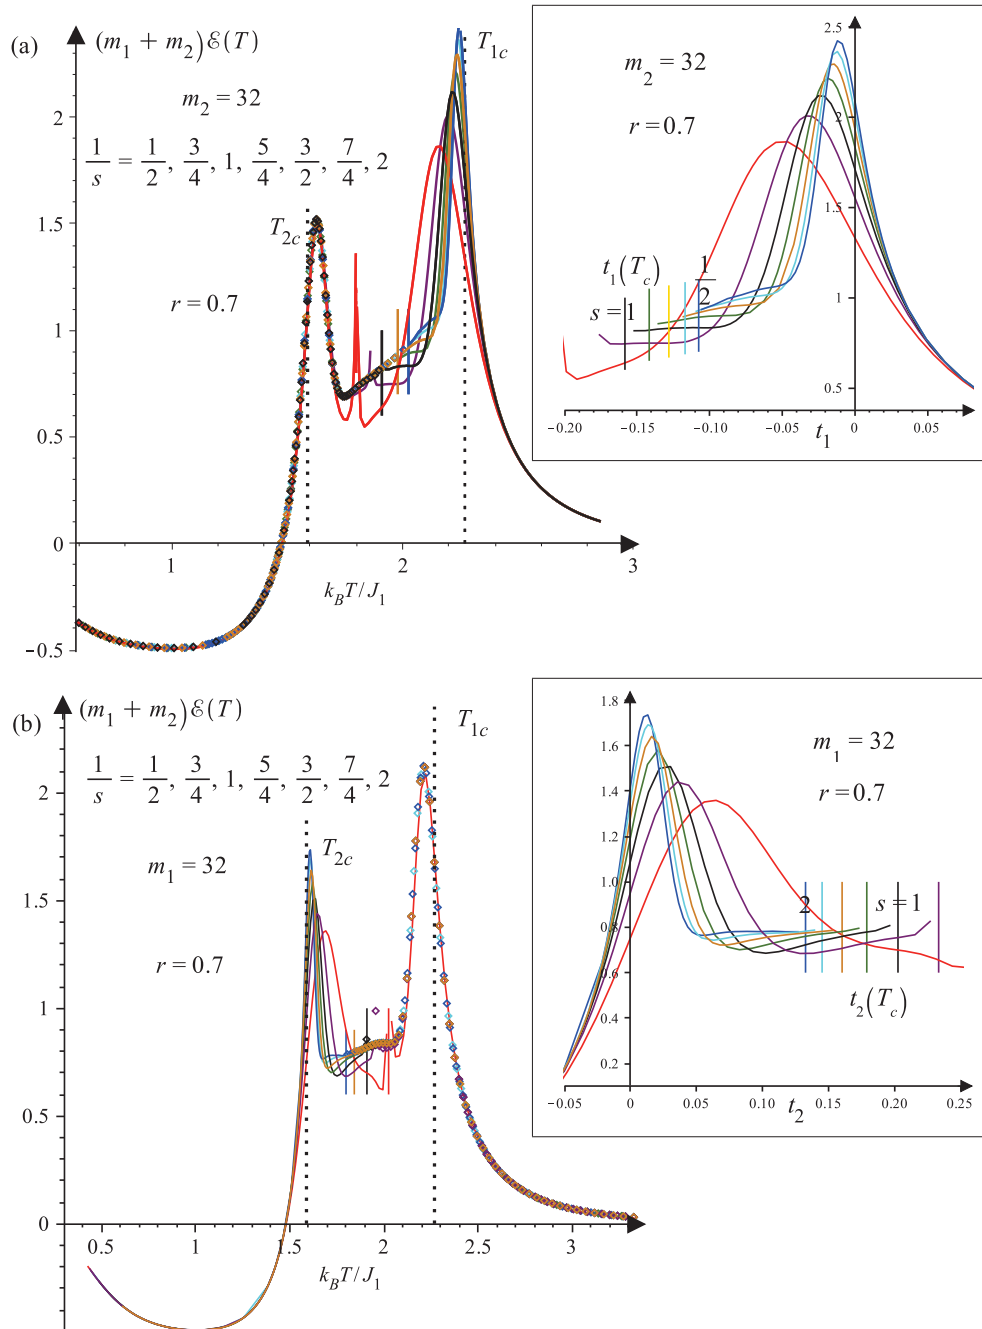 (a)
(m₁ + m₂)ℰ(T)
T₁c
m₂ = 32
1/s = 1/2, 3/4, 1, 5/4, 3/2, 7/4, 2
T₂c
r = 0.7
2
1.5
1
0.5
0
−0.5
1
2
3
k_B T/J₁
m₂ = 32
r = 0.7
2.5
2
1.5
1
0.5
t₁(T_c)
s = 1
1/2
−0.20
−0.15
−0.10
−0.05
0
0.05
t₁
(b)
(m₁ + m₂)ℰ(T)
T₁c
1/s = 1/2, 3/4, 1, 5/4, 3/2, 7/4, 2
T₂c
m₁ = 32
r = 0.7
2
1.5
1
0.5
0
0.5
1
1.5
2
2.5
3
k_B T/J₁
m₁ = 32
r = 0.7
1.8
1.6
1.4
1.2
1.0
0.8
0.6
0.4
0.2
2
s = 1
t₂(T_c)
−0.05
0
0.05
0.10
0.15
0.20
0.25
t₂